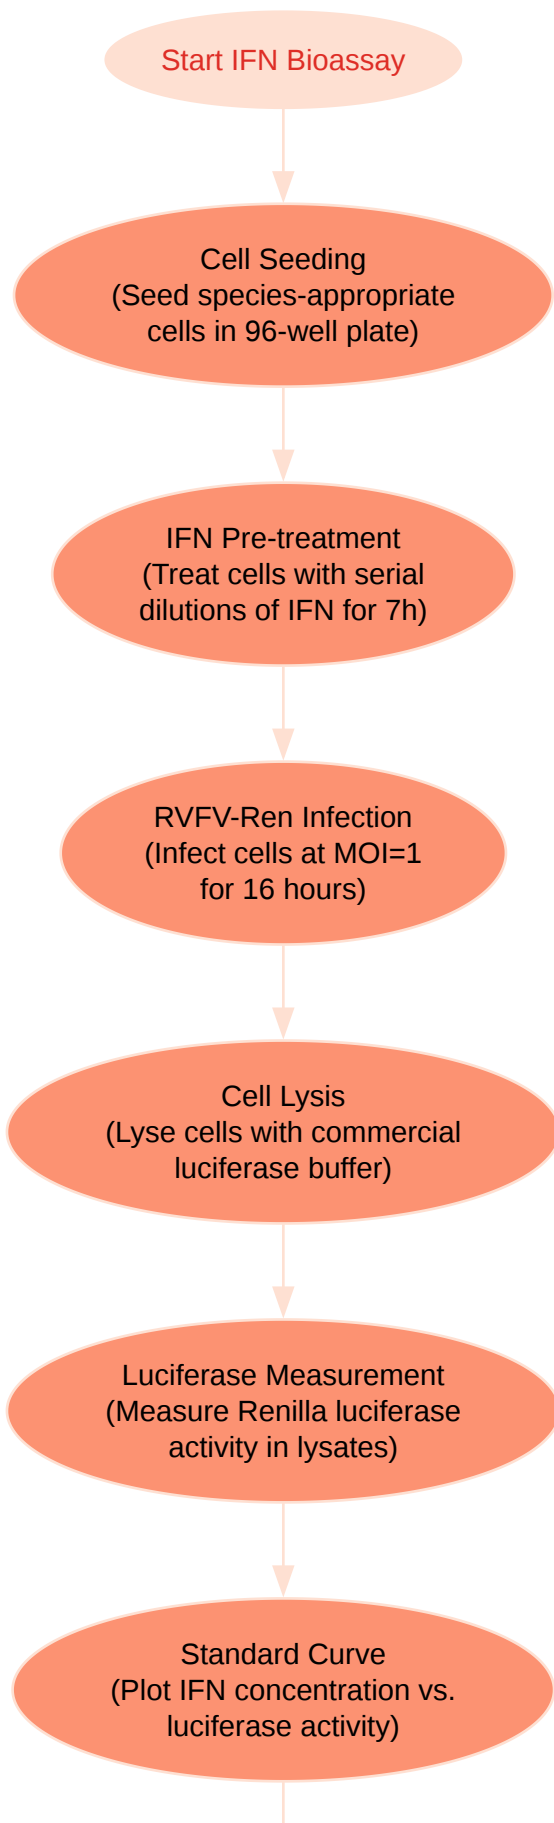 Start IFN Bioassay
Cell Seeding
(Seed species-appropriate
cells in 96-well plate)
IFN Pre-treatment
(Treat cells with serial
dilutions of IFN for 7h)
RVFV-Ren Infection
(Infect cells at MOI=1
for 16 hours)
Cell Lysis
(Lyse cells with commercial
luciferase buffer)
Luciferase Measurement
(Measure Renilla luciferase
activity in lysates)
Standard Curve
(Plot IFN concentration vs.
luciferase activity)